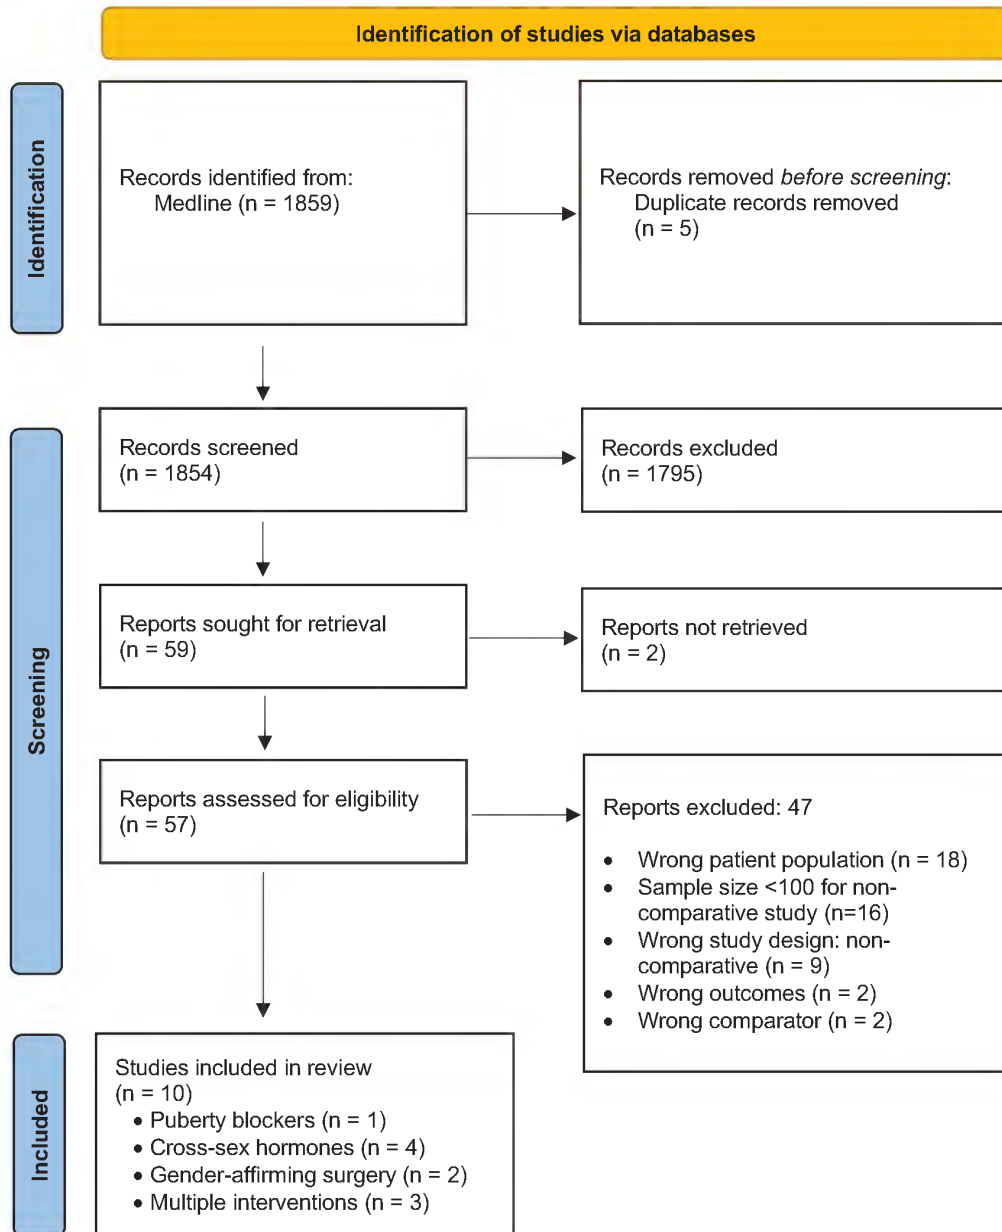 Identification of studies via databases
Identification
Records identified from:
Medline (n = 1859)
Records removed before screening:
Duplicate records removed
(n = 5)
Screening
Records screened
(n = 1854)
Records excluded
(n = 1795)
Reports sought for retrieval
(n = 59)
Reports not retrieved
(n = 2)
Reports assessed for eligibility
(n = 57)
Reports excluded: 47
• Wrong patient population (n = 18)
• Sample size <100 for non-
comparative study (n=16)
• Wrong study design: non-
comparative (n = 9)
• Wrong outcomes (n = 2)
• Wrong comparator (n = 2)
Included
Studies included in review
(n = 10)
• Puberty blockers (n = 1)
• Cross-sex hormones (n = 4)
• Gender-affirming surgery (n = 2)
• Multiple interventions (n = 3)